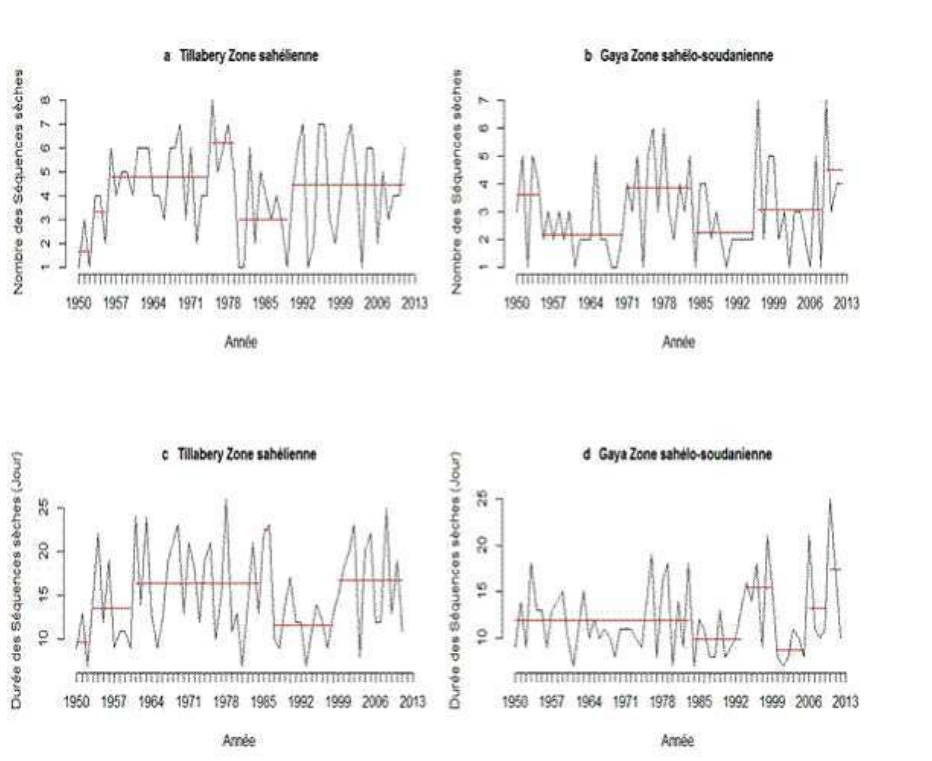 a Tillabery Zone sahélienne
Nombre des Séquences sèches
8
7
6
5
4
3
2
1
1950 1957 1964 1971 1978 1985 1992 1999 2006 2013
Année
b Gaya Zone sahélo-soudanienne
Nombre des Séquences sèches
7
6
5
4
3
2
1
1950 1957 1964 1971 1978 1985 1992 1999 2006 2013
Année
c Tillabery Zone sahélienne
Durée des Séquences sèches (Jour)
25
20
15
10
1950 1957 1964 1971 1978 1985 1992 1999 2006 2013
Année
d Gaya Zone sahélo-soudanienne
Durée des Séquences sèches (Jour)
25
20
15
10
1950 1957 1964 1971 1978 1985 1992 1999 2006 2013
Année